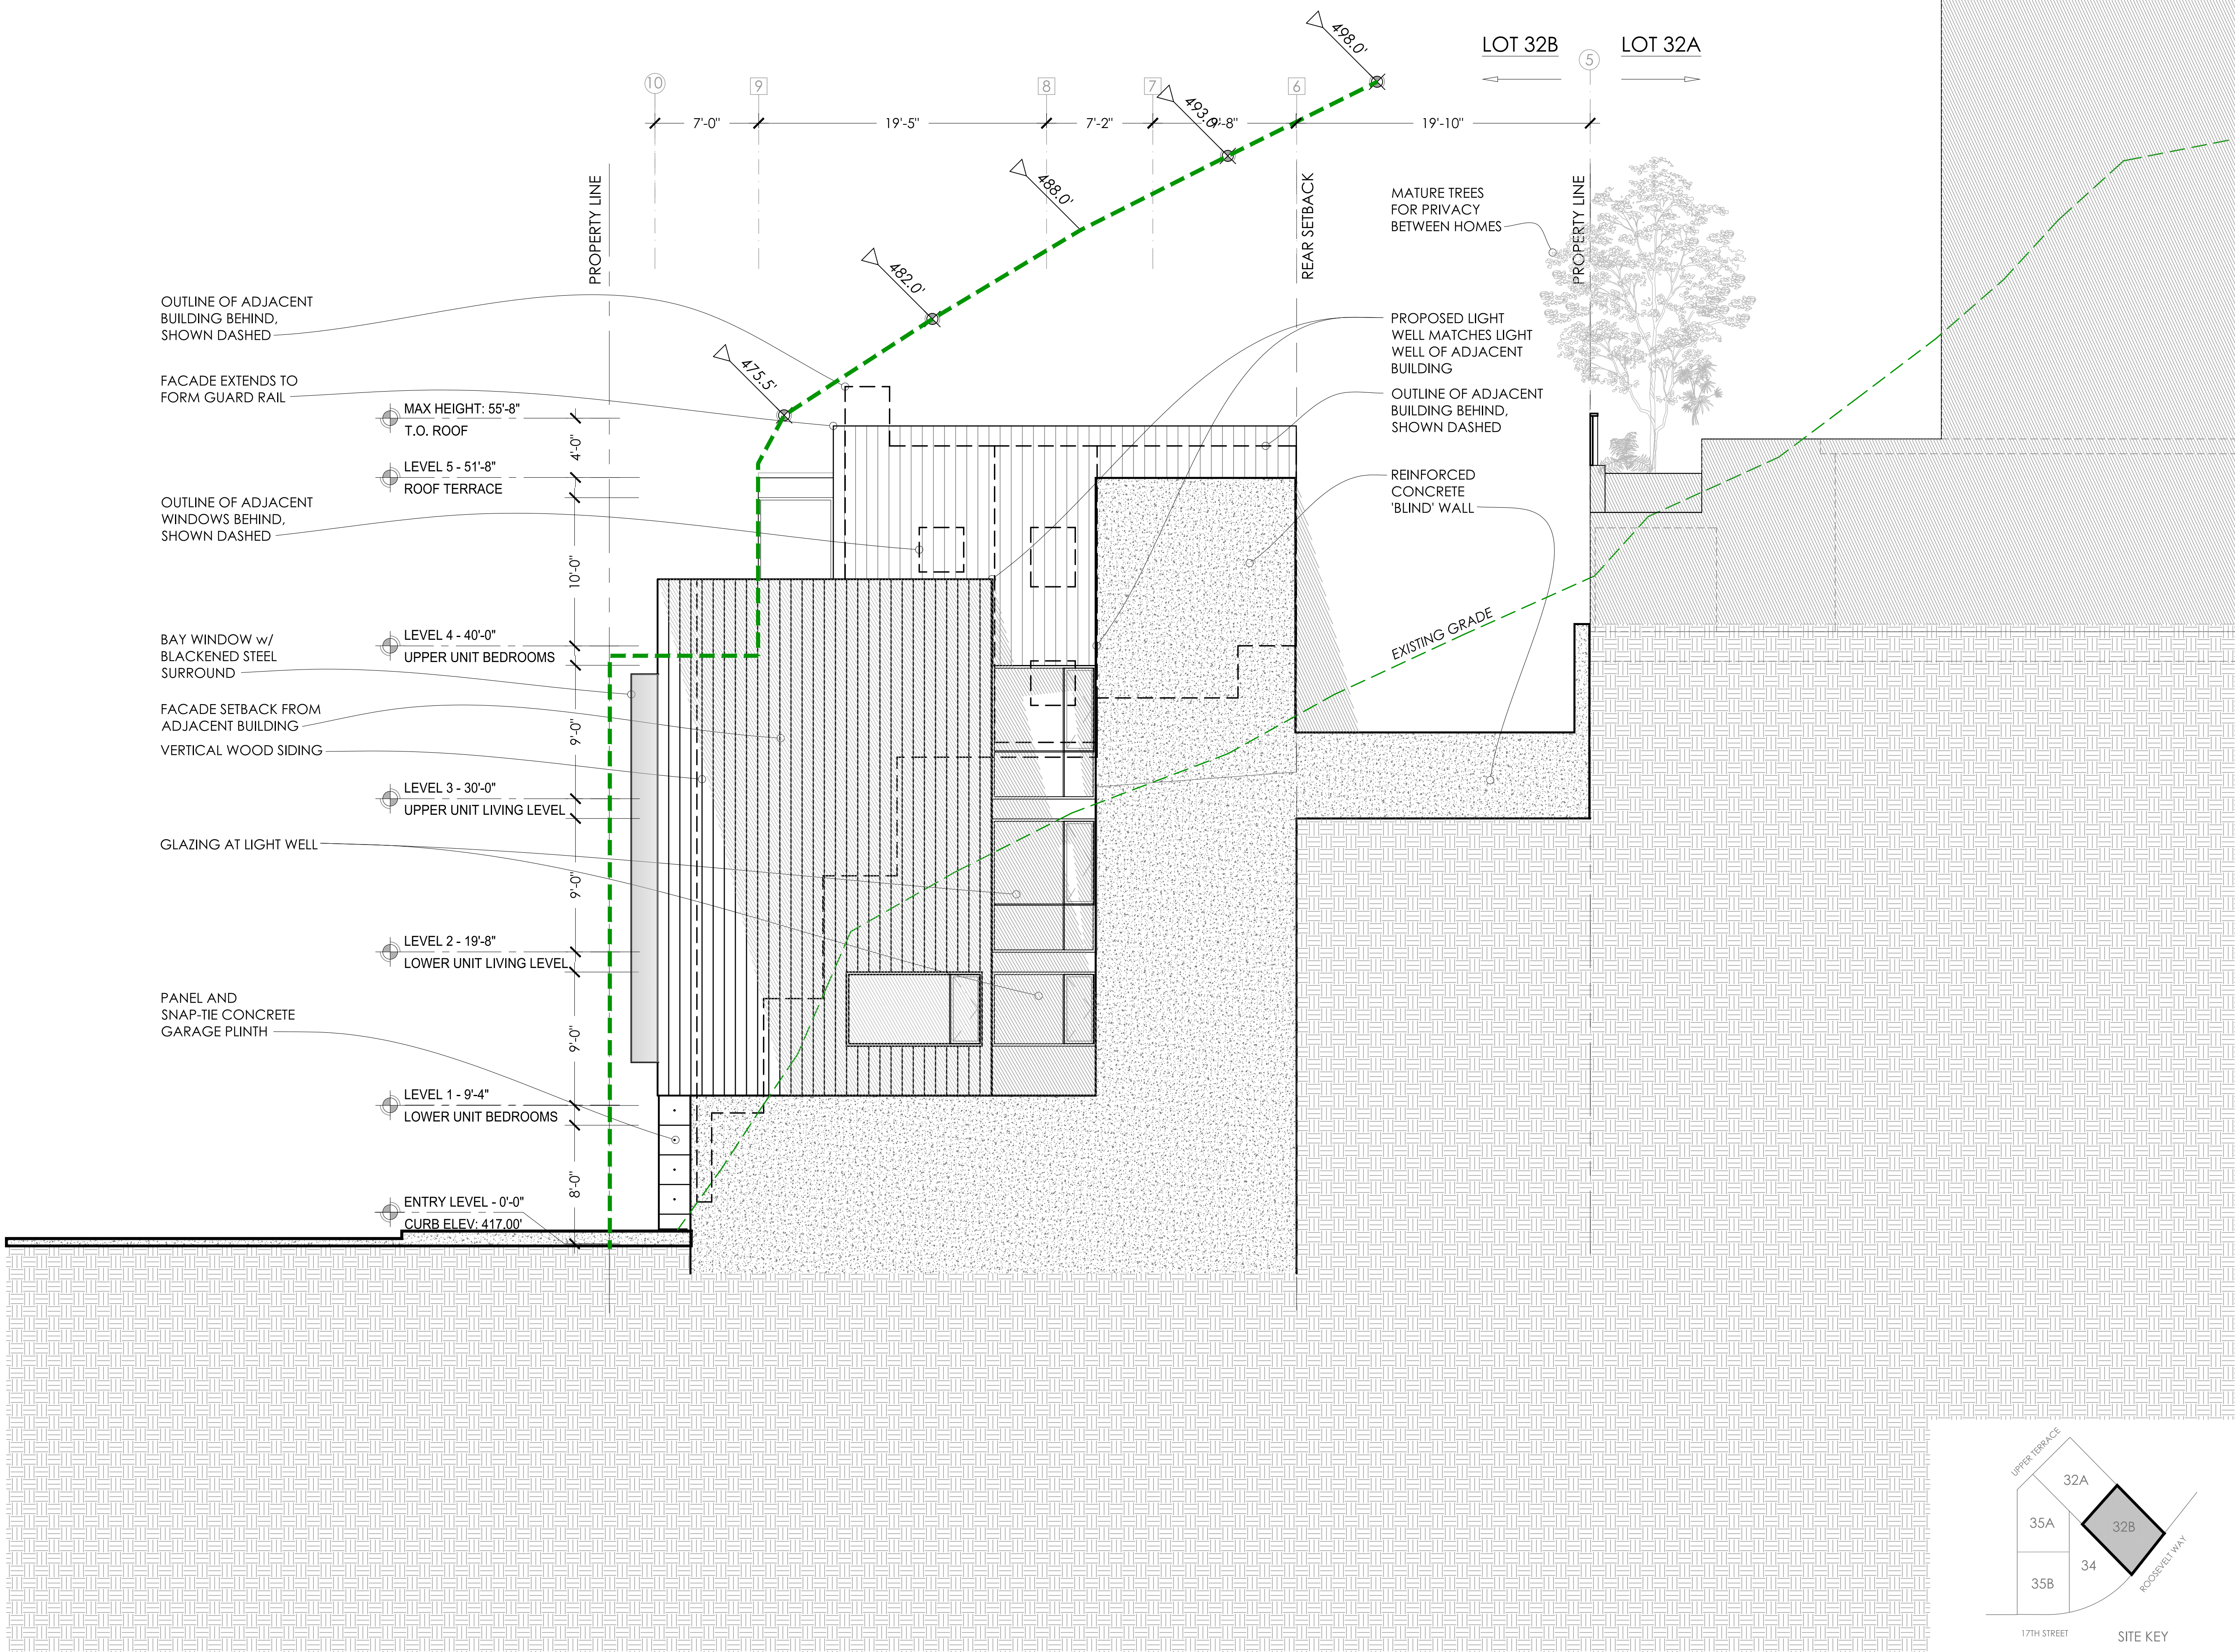 498.0'
LOT 32B
LOT 32A
5
10
9
8
7
6
493.0'
7'-0"
19'-5"
7'-2"
9'-8"
19'-10"
488.0'
482.0'
475.5'
PROPERTY LINE
REAR SETBACK
PROPERTY LINE
MATURE TREES
FOR PRIVACY
BETWEEN HOMES
OUTLINE OF ADJACENT
BUILDING BEHIND,
SHOWN DASHED
FACADE EXTENDS TO
FORM GUARD RAIL
OUTLINE OF ADJACENT
WINDOWS BEHIND,
SHOWN DASHED
BAY WINDOW w/
BLACKENED STEEL
SURROUND
FACADE SETBACK FROM
ADJACENT BUILDING
VERTICAL WOOD SIDING
GLAZING AT LIGHT WELL
PANEL AND
SNAP-TIE CONCRETE
GARAGE PLINTH
MAX HEIGHT: 55'-8"
T.O. ROOF
LEVEL 5 - 51'-8"
ROOF TERRACE
LEVEL 4 - 40'-0"
UPPER UNIT BEDROOMS
LEVEL 3 - 30'-0"
UPPER UNIT LIVING LEVEL
LEVEL 2 - 19'-8"
LOWER UNIT LIVING LEVEL
LEVEL 1 - 9'-4"
LOWER UNIT BEDROOMS
ENTRY LEVEL - 0'-0"
CURB ELEV: 417.00'
4'-0"
10'-0"
9'-0"
9'-0"
9'-0"
8'-0"
PROPOSED LIGHT
WELL MATCHES LIGHT
WELL OF ADJACENT
BUILDING
OUTLINE OF ADJACENT
BUILDING BEHIND,
SHOWN DASHED
REINFORCED
CONCRETE
'BLIND' WALL
EXISTING GRADE
UPPER TERRACE
32A
35A
32B
34
35B
ROOSEVELT WAY
17TH STREET
SITE KEY